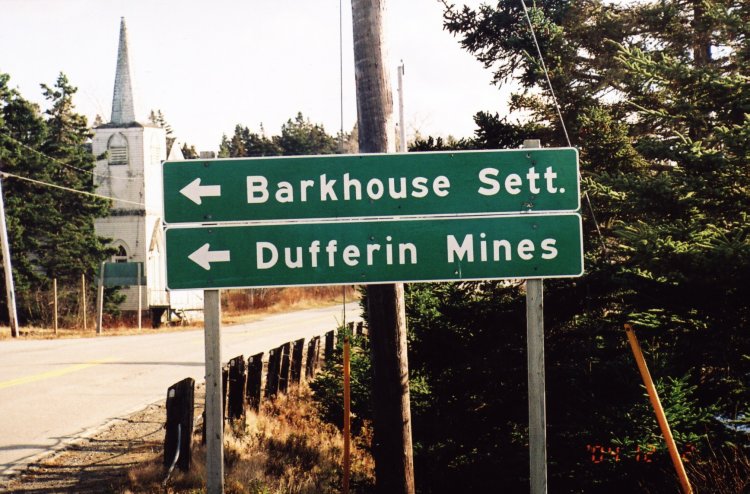 Barkhouse Sett.
Dufferin Mines